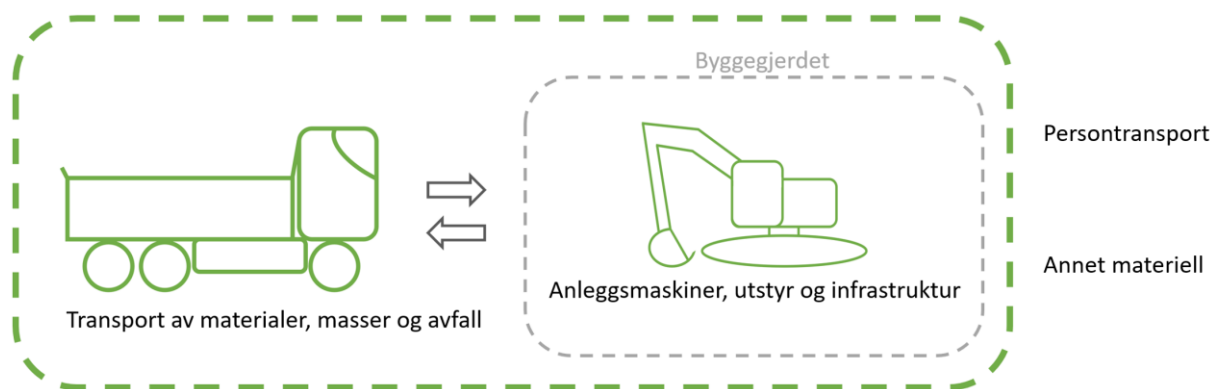 Byggegjerdet
Persontransport
Annet materiell
Anleggsmaskiner, utstyr og infrastruktur
Transport av materialer, masser og avfall